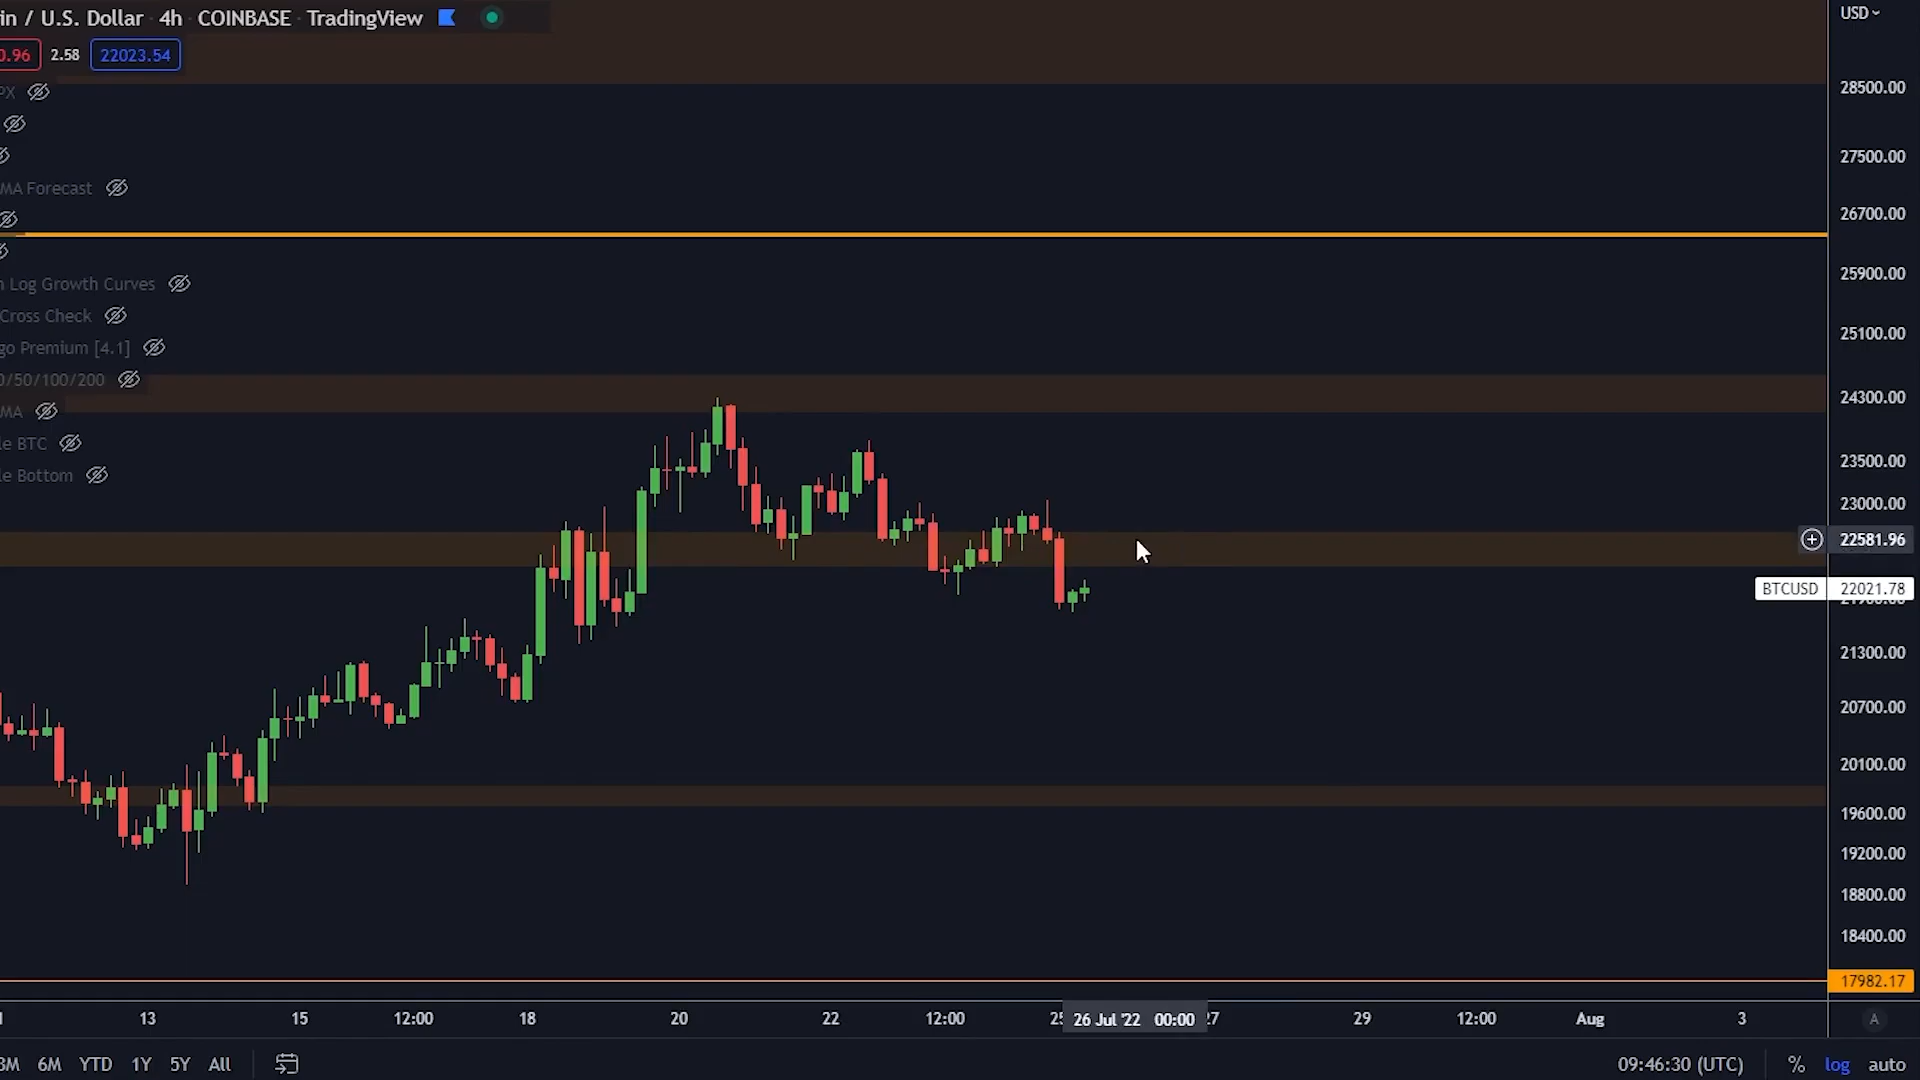 in / U.S. Dollar · 4h · COINBASE · TradingView
0.96 2.58 22023.54
PX
MA Forecast
n Log Growth Curves
Cross Check
go Premium [4.1]
0/50/100/200
MA
le BTC
le Bottom
USD
28500.00
27500.00
26700.00
25900.00
25100.00
24300.00
23500.00
23000.00
22581.96
BTCUSD 22021.78
21300.00
20700.00
20100.00
19600.00
19200.00
18800.00
18400.00
17982.17
13 15 12:00 18 20 22 12:00 25 26 Jul '22 00:00 27 29 12:00 Aug 3 A
3M 6M YTD 1Y 5Y All 09:46:30 (UTC) % log auto